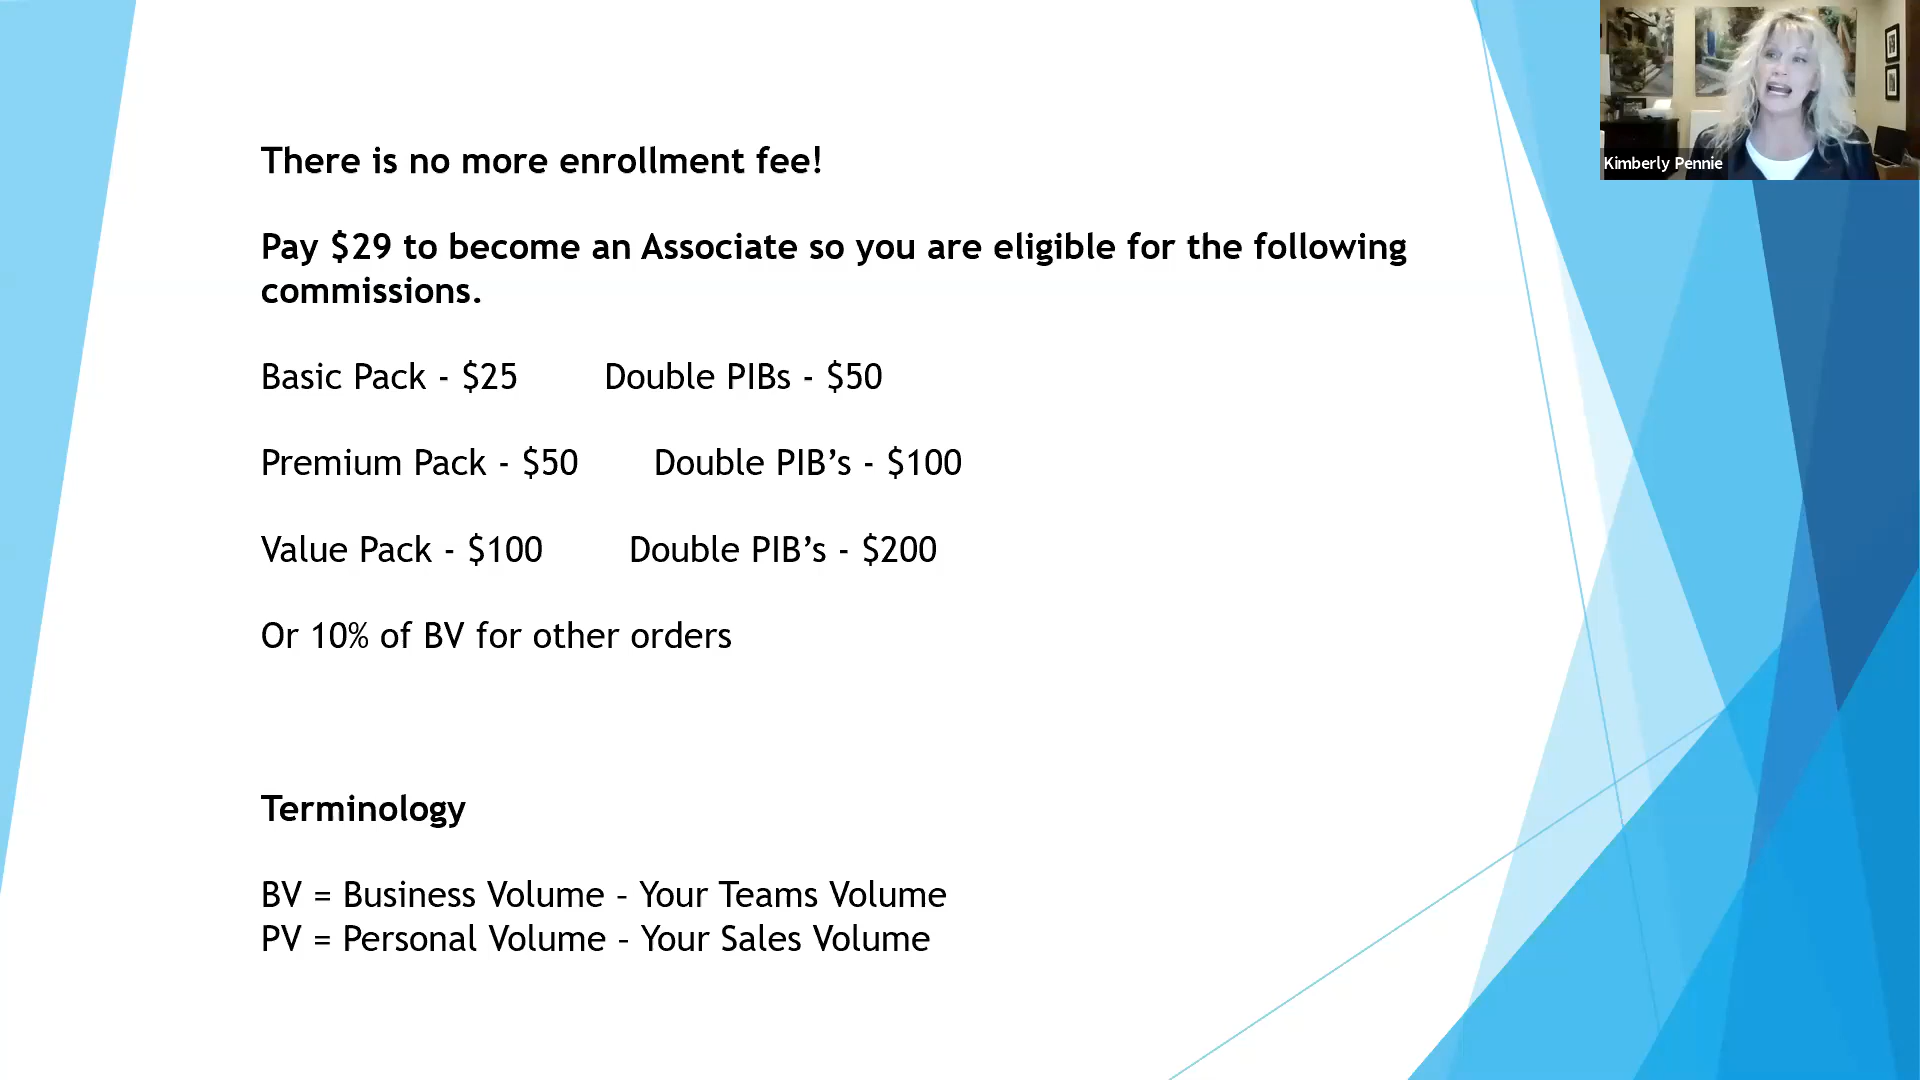 There is no more enrollment fee!
Pay $29 to become an Associate so you are eligible for the following
commissions.
Basic Pack - $25 Double PIBs - $50
Premium Pack - $50 Double PIB’s - $100
Value Pack - $100 Double PIB’s - $200
Or 10% of BV for other orders
Terminology
BV = Business Volume – Your Teams Volume
PV = Personal Volume – Your Sales Volume
Kimberly Pennie